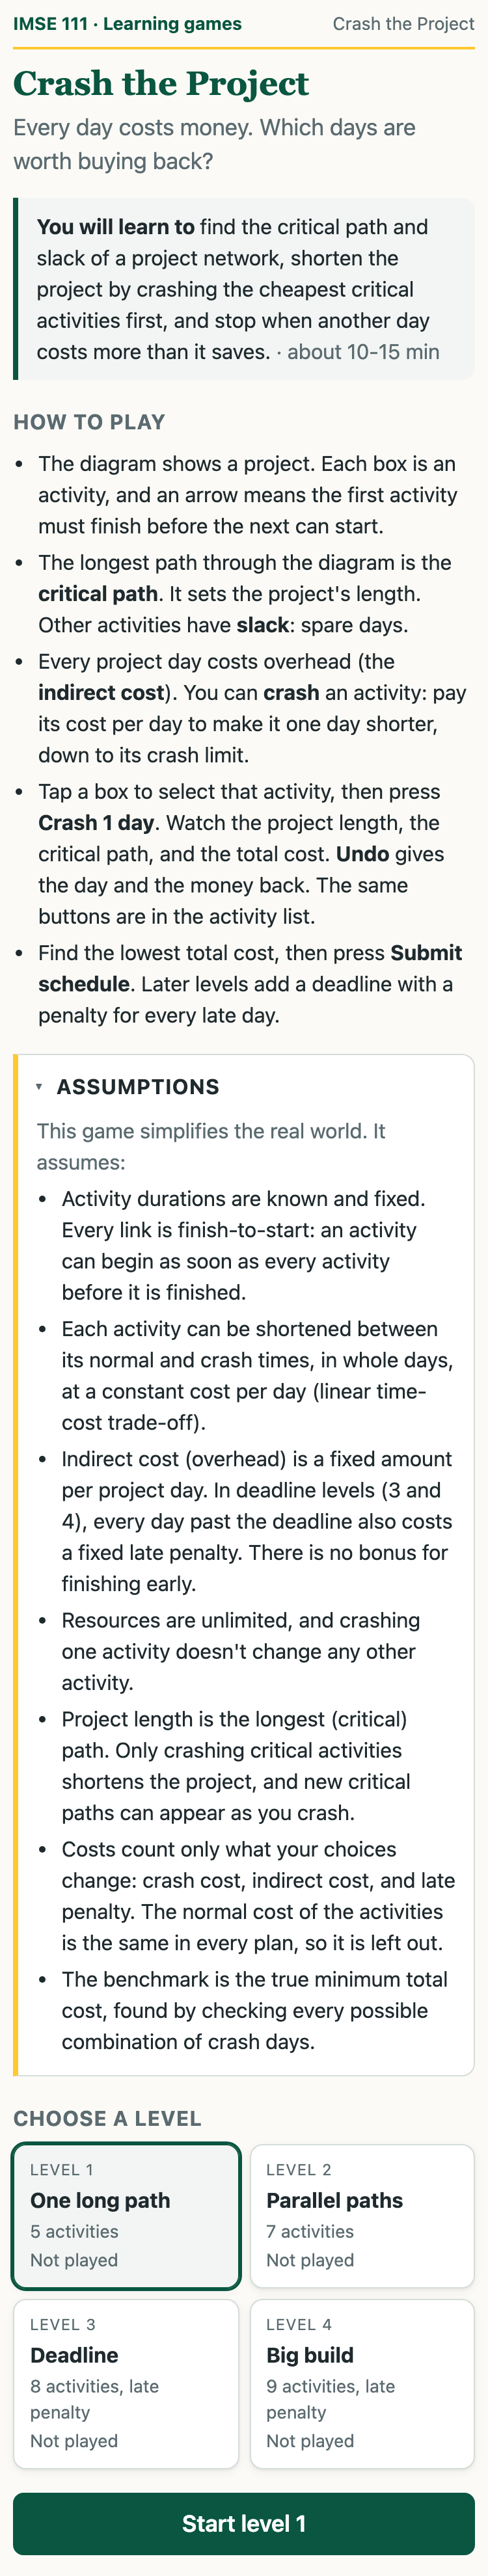 IMSE 111 · Learning games
Crash the Project
Crash the Project
Every day costs money. Which days are
worth buying back?
You will learn to find the critical path and
slack of a project network, shorten the
project by crashing the cheapest critical
activities first, and stop when another day
costs more than it saves. · about 10-15 min
HOW TO PLAY
• The diagram shows a project. Each box is an
activity, and an arrow means the first activity
must finish before the next can start.
• The longest path through the diagram is the
critical path. It sets the project's length.
Other activities have slack: spare days.
• Every project day costs overhead (the
indirect cost). You can crash an activity: pay
its cost per day to make it one day shorter,
down to its crash limit.
• Tap a box to select that activity, then press
Crash 1 day. Watch the project length, the
critical path, and the total cost. Undo gives
the day and the money back. The same
buttons are in the activity list.
• Find the lowest total cost, then press Submit
schedule. Later levels add a deadline with a
penalty for every late day.
▾ ASSUMPTIONS
This game simplifies the real world. It
assumes:
• Activity durations are known and fixed.
Every link is finish-to-start: an activity
can begin as soon as every activity
before it is finished.
• Each activity can be shortened between
its normal and crash times, in whole days,
at a constant cost per day (linear time-
cost trade-off).
• Indirect cost (overhead) is a fixed amount
per project day. In deadline levels (3 and
4), every day past the deadline also costs
a fixed late penalty. There is no bonus for
finishing early.
• Resources are unlimited, and crashing
one activity doesn't change any other
activity.
• Project length is the longest (critical)
path. Only crashing critical activities
shortens the project, and new critical
paths can appear as you crash.
• Costs count only what your choices
change: crash cost, indirect cost, and late
penalty. The normal cost of the activities
is the same in every plan, so it is left out.
• The benchmark is the true minimum total
cost, found by checking every possible
combination of crash days.
CHOOSE A LEVEL
LEVEL 1
One long path
5 activities
Not played
LEVEL 2
Parallel paths
7 activities
Not played
LEVEL 3
Deadline
8 activities, late
penalty
Not played
LEVEL 4
Big build
9 activities, late
penalty
Not played
Start level 1